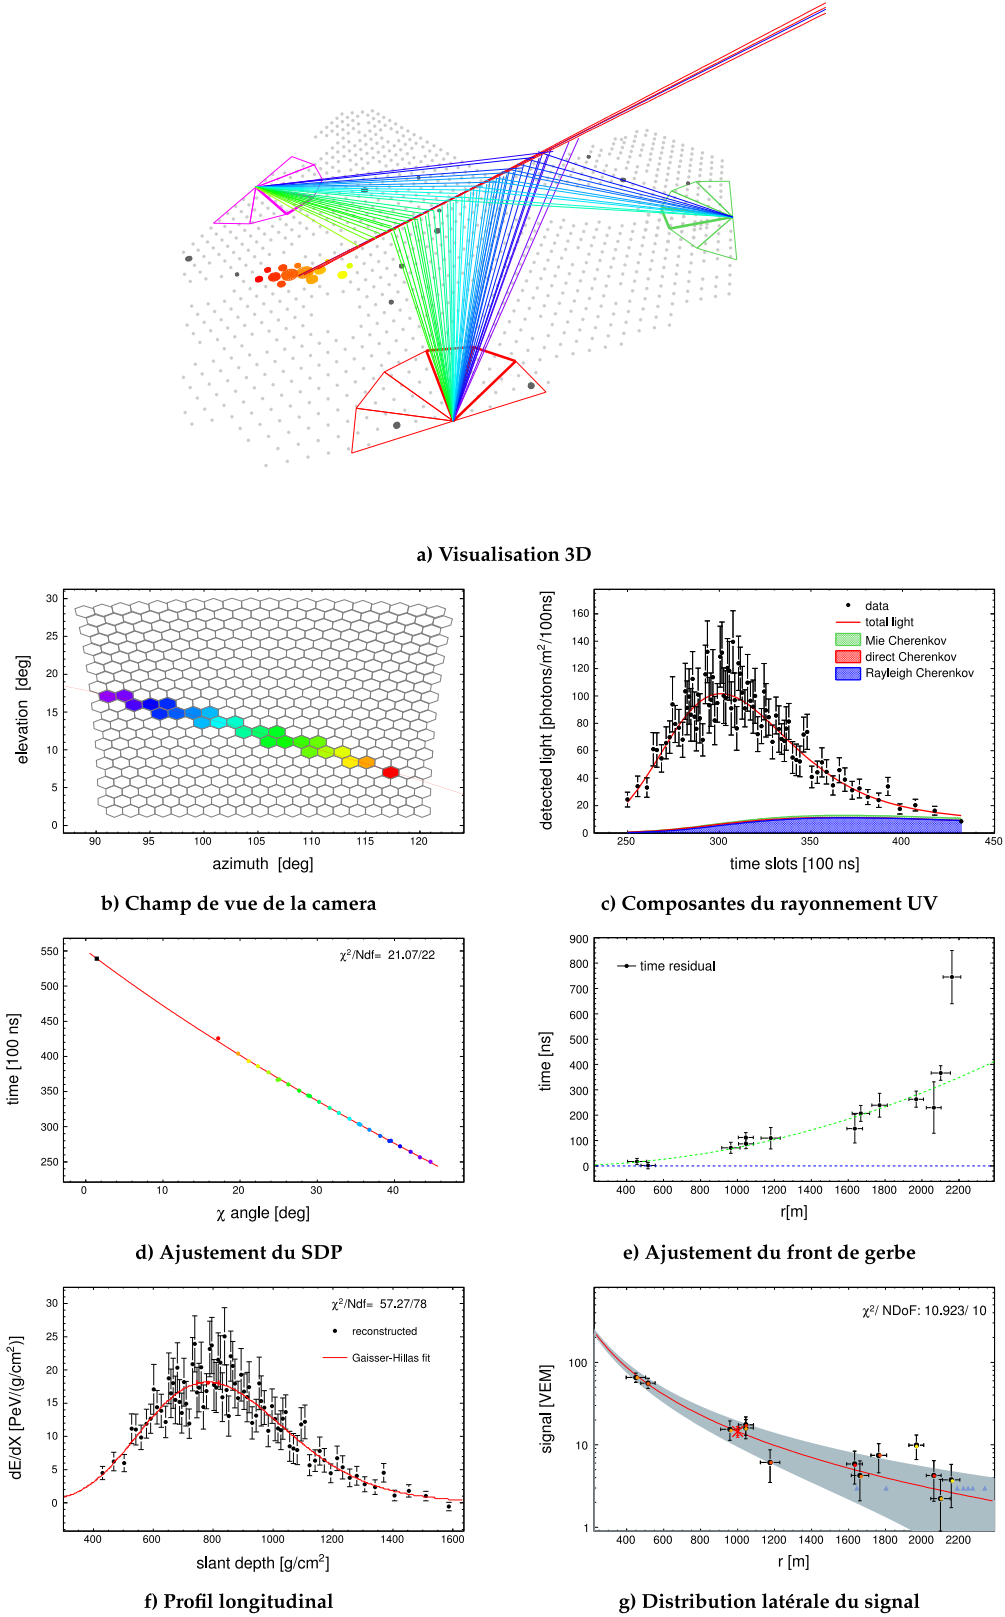 a) Visualisation 3D
elevation [deg]
30
25
20
15
10
5
0
90
95
100
105
110
115
120
azimuth [deg]
b) Champ de vue de la camera
detected light [photons/m²/100ns]
160
140
120
100
80
60
40
20
0
250
300
350
400
450
data
total light
Mie Cherenkov
direct Cherenkov
Rayleigh Cherenkov
time slots [100 ns]
c) Composantes du rayonnement UV
time [100 ns]
550
500
450
400
350
300
250
0
10
20
30
40
χ²/Ndf= 21.07/22
χ angle [deg]
d) Ajustement du SDP
time [ns]
900
800
700
600
500
400
300
200
100
0
400
600
800
1000
1200
1400
1600
1800
2000
2200
time residual
r[m]
e) Ajustement du front de gerbe
dE/dX [PeV/(g/cm²)]
30
25
20
15
10
5
0
400
600
800
1000
1200
1400
1600
χ²/Ndf= 57.27/78
reconstructed
Gaisser-Hillas fit
slant depth [g/cm²]
f) Profil longitudinal
signal [VEM]
100
10
1
400
600
800
1000
1200
1400
1600
1800
2000
2200
χ²/ NDoF: 10.923/ 10
r [m]
g) Distribution latérale du signal